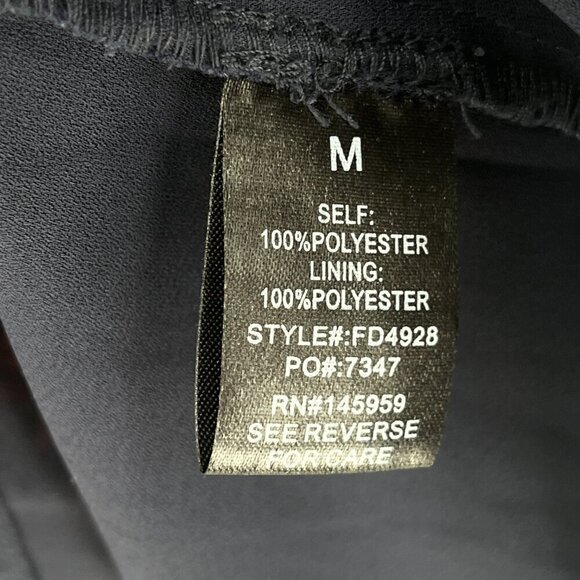 M
SELF:
100%POLYESTER
LINING:
100%POLYESTER
STYLE#:FD4928
PO#:7347
RN#145959
SEE REVERSE
FOR CARE